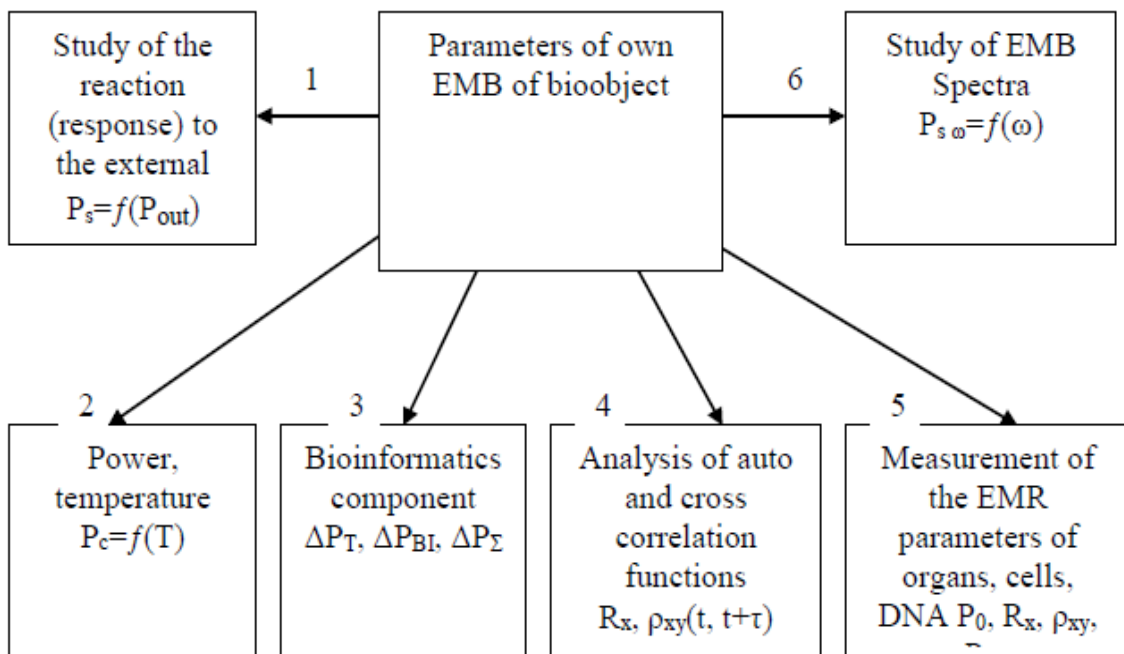 Study of the
reaction
(response) to
the external
Pₛ=f(Pout)
1
Parameters of own
EMB of bioobject
6
Study of EMB
Spectra
Pₛ ω=f(ω)
2
Power,
temperature
P꜀=f(T)
3
Bioinformatics
component
ΔPT, ΔPBI, ΔPΣ
4
Analysis of auto
and cross
correlation
functions
Rₓ, ρxy(t, t+τ)
5
Measurement of
the EMR
parameters of
organs, cells,
DNA P₀, Rₓ, ρxy,